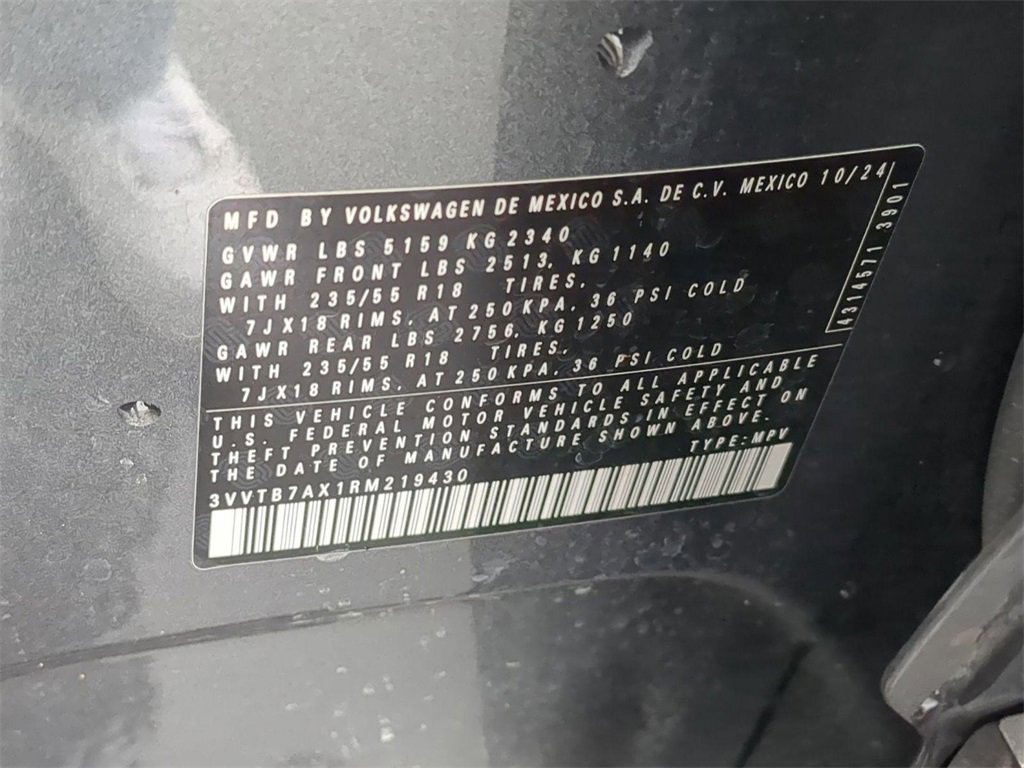 MFD BY VOLKSWAGEN DE MEXICO S.A. DE C.V. MEXICO 10/24
GVWR LBS 5159 KG 2340
GAWR FRONT LBS 2513, KG 1140
WITH 235/55 R18 TIRES,
7JX18 RIMS, AT 250 KPA, 36 PSI COLD
GAWR REAR LBS 2756, KG 1250
WITH 235/55 R18 TIRES,
7JX18 RIMS, AT 250 KPA, 36 PSI COLD
4314571 3901
THIS VEHICLE CONFORMS TO ALL APPLICABLE
U.S. FEDERAL MOTOR VEHICLE SAFETY AND
THEFT PREVENTION STANDARDS IN EFFECT ON
THE DATE OF MANUFACTURE SHOWN ABOVE.
3VVTB7AX1RM219430 TYPE: MPV